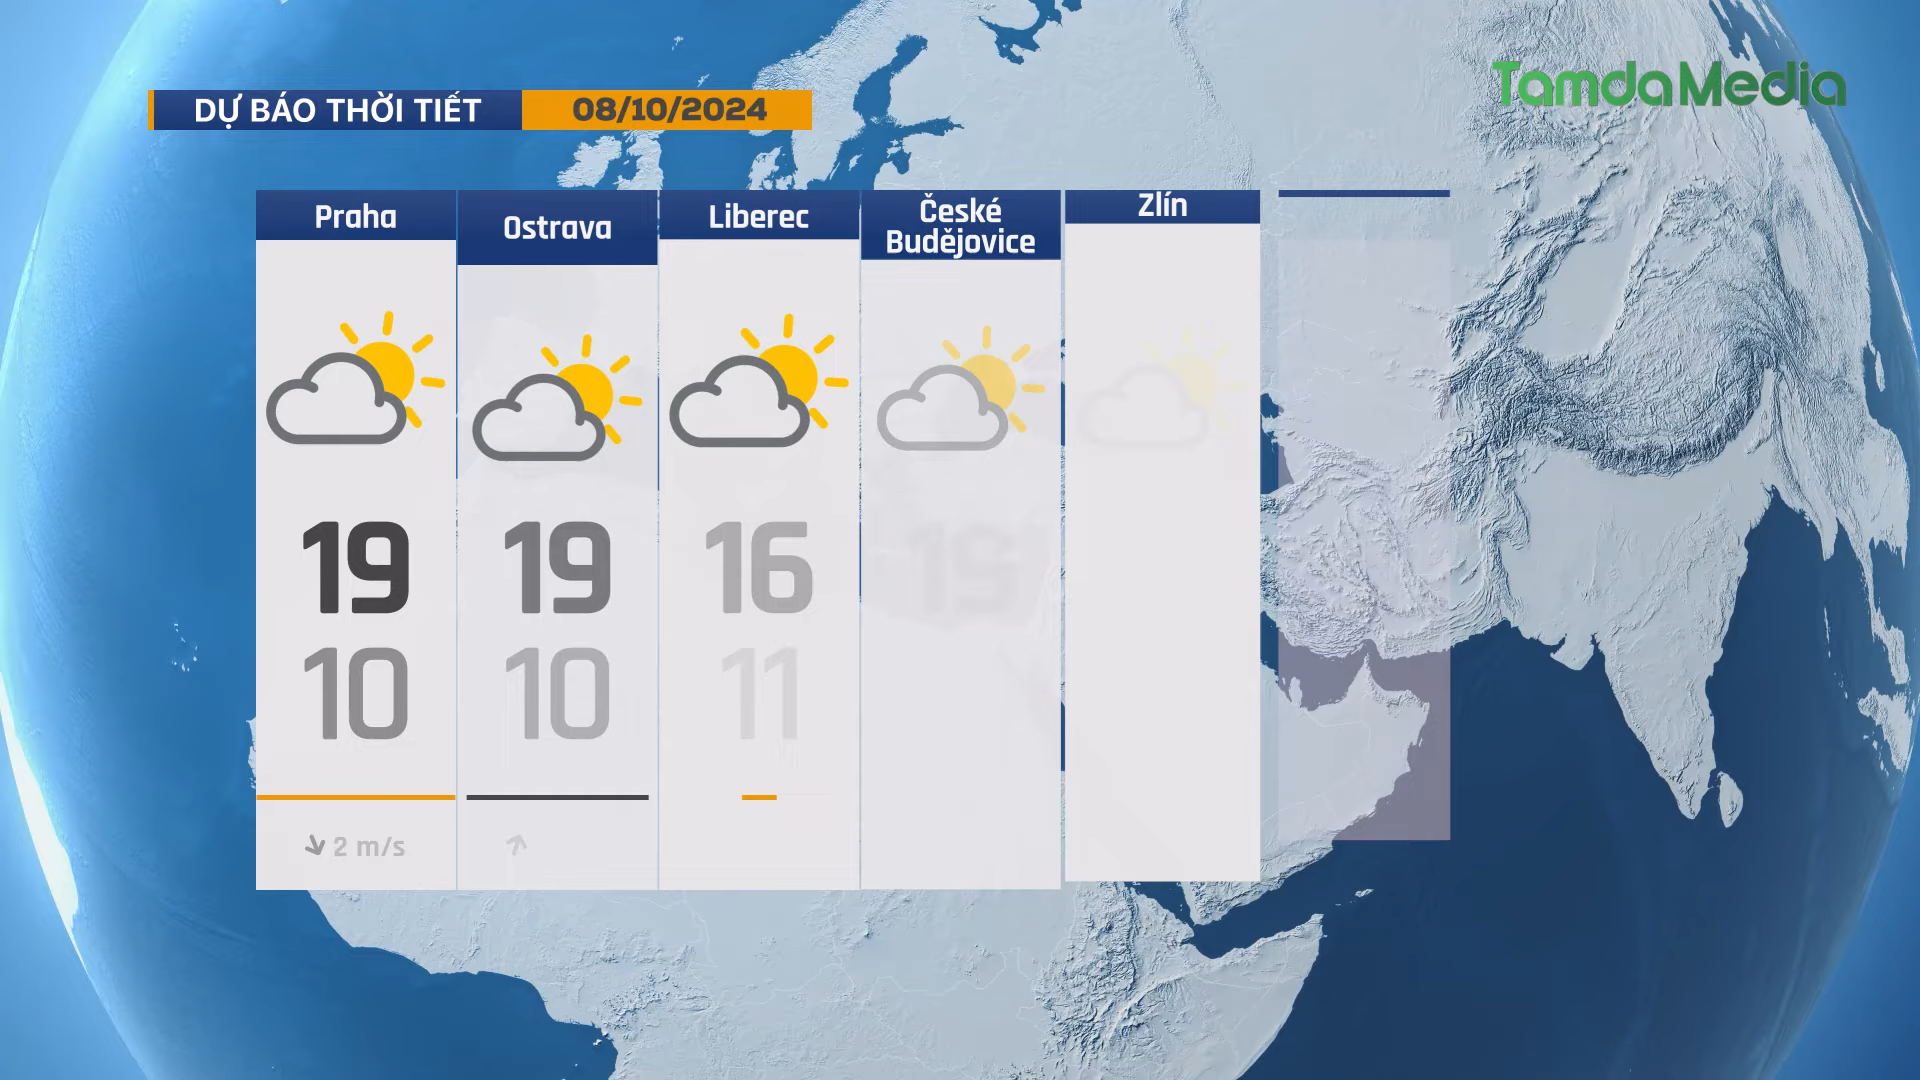 DỰ BÁO THỜI TIẾT
08/10/2024
TamdaMedia
Praha
Ostrava
Liberec
České
Budějovice
Zlín
19
19
16
19
10
10
11
2 m/s